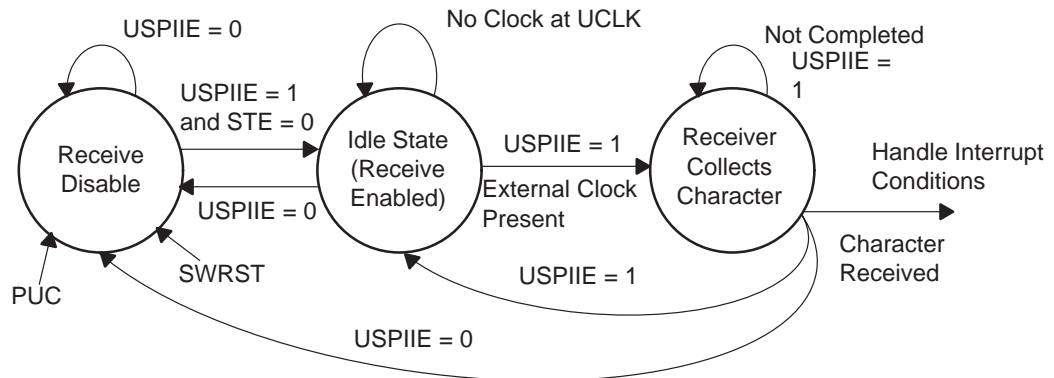 No Clock at UCLK
USPIIE = 0
Not Completed
USPIIE =
1
USPIIE = 1
and STE = 0
Receive
Disable
Idle State
(Receive
Enabled)
USPIIE = 1
External Clock
Present
Receiver
Collects
Character
Handle Interrupt
Conditions
USPIIE = 0
Character
Received
SWRST
PUC
USPIIE = 1
USPIIE = 0